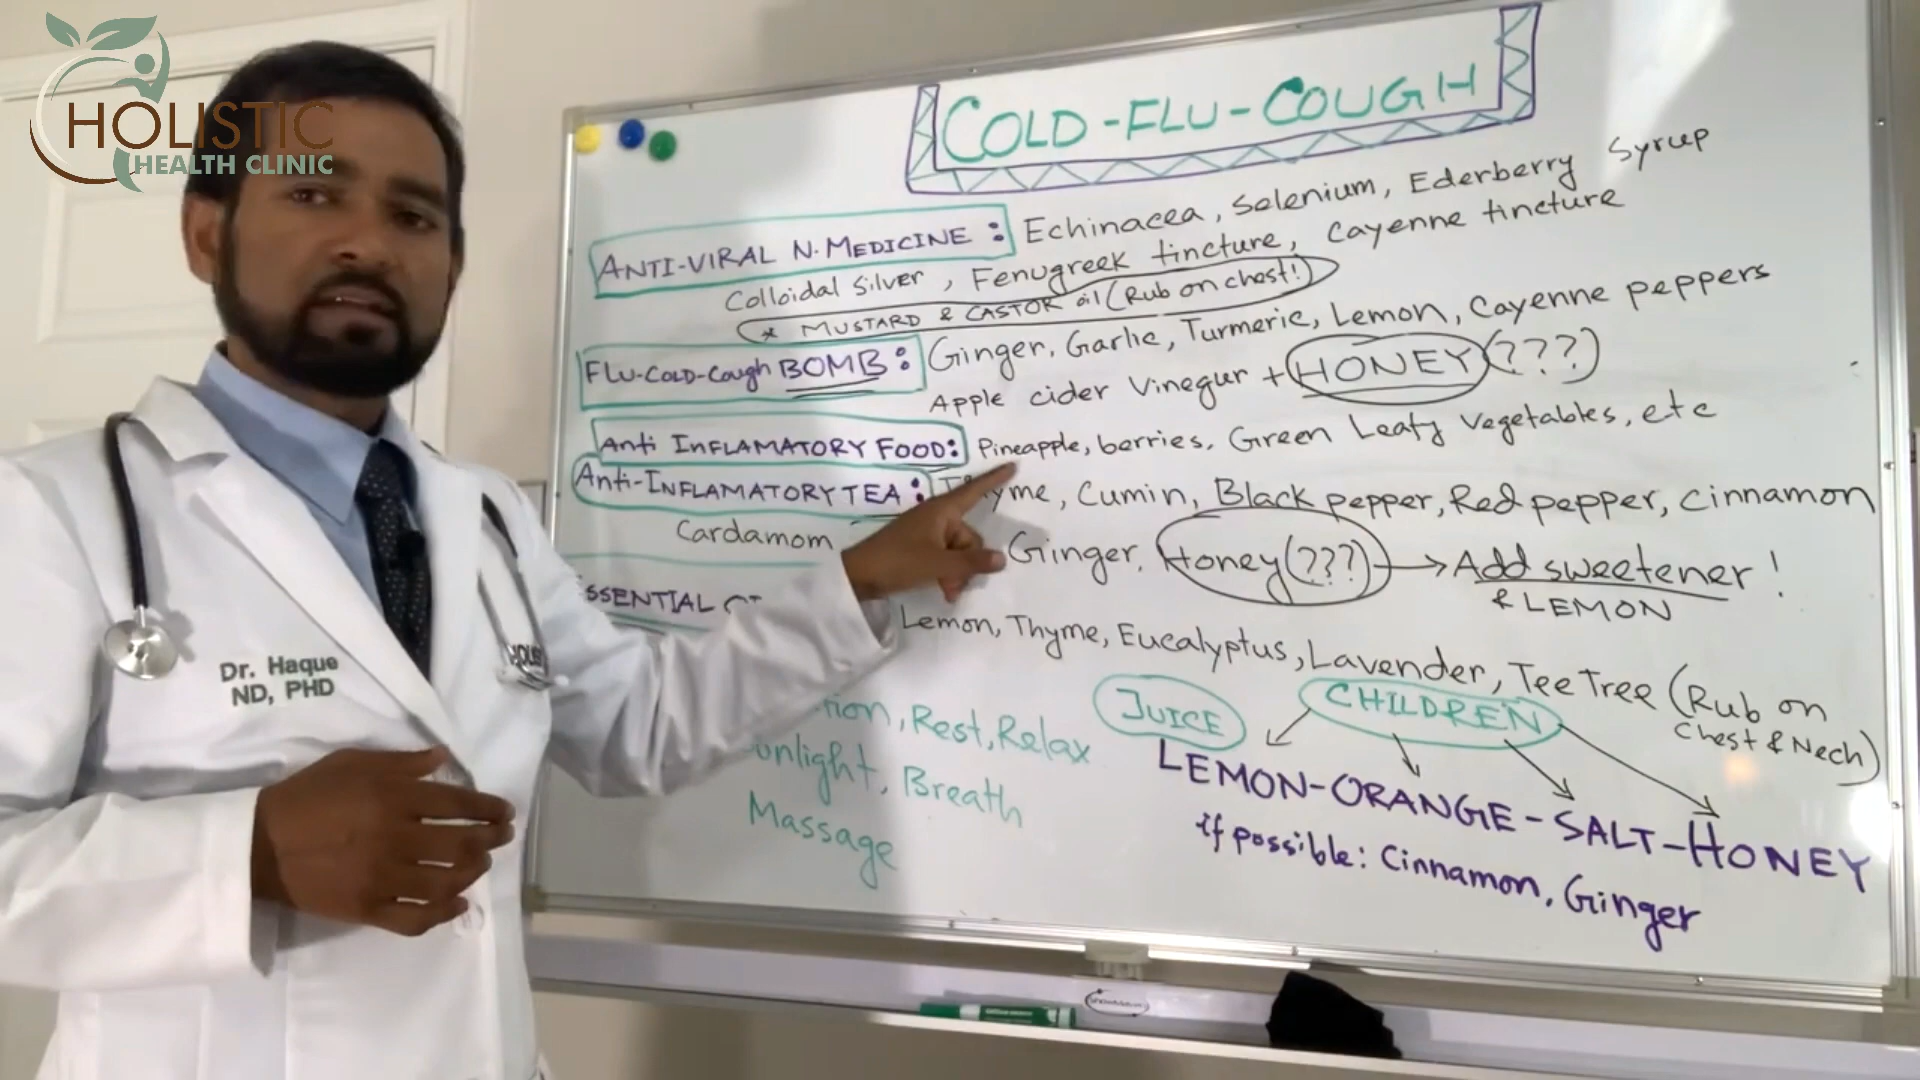 HOLISTIC
HEALTH CLINIC
COLD-FLU-COUGH
ANTI-VIRAL N. MEDICINE : Echinacea, Selenium, Ederberry Syrup
Colloidal Silver, Fenugreek tincture, Cayenne tincture
* MUSTARD & CASTOR oil (Rub on chest!)
FLU-COLD-Cough BOMB : Ginger, Garlic, Turmeric, Lemon, Cayenne peppers
Apple cider Vinegur + HONEY (???)
Anti INFLAMATORY FOOD: Pineapple, berries, Green Leafy Vegetables, etc
Anti-INFLAMATORY TEA : Thyme, Cumin, Black pepper, Red pepper, Cinnamon
Cardamom Ginger, Honey (???) → Add sweetener !
& LEMON
SSENTIAL
Lemon, Thyme, Eucalyptus, Lavender, Tee Tree (Rub on
Chest & Nech)
tion, Rest, Relax
unlight, Breath
Massage
JUICE CHILDREN
LEMON-ORANGE-SALT-HONEY
if possible: Cinnamon, Ginger
Dr. Haque
ND, PHD